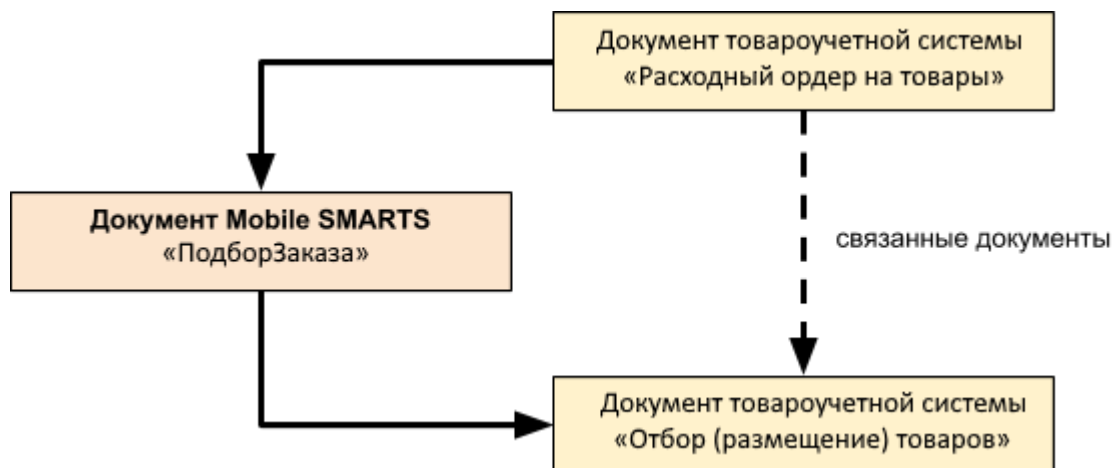 Документ товароучетной системы
«Расходный ордер на товары»
Документ Mobile SMARTS
«ПодборЗаказа»
связанные документы
Документ товароучетной системы
«Отбор (размещение) товаров»